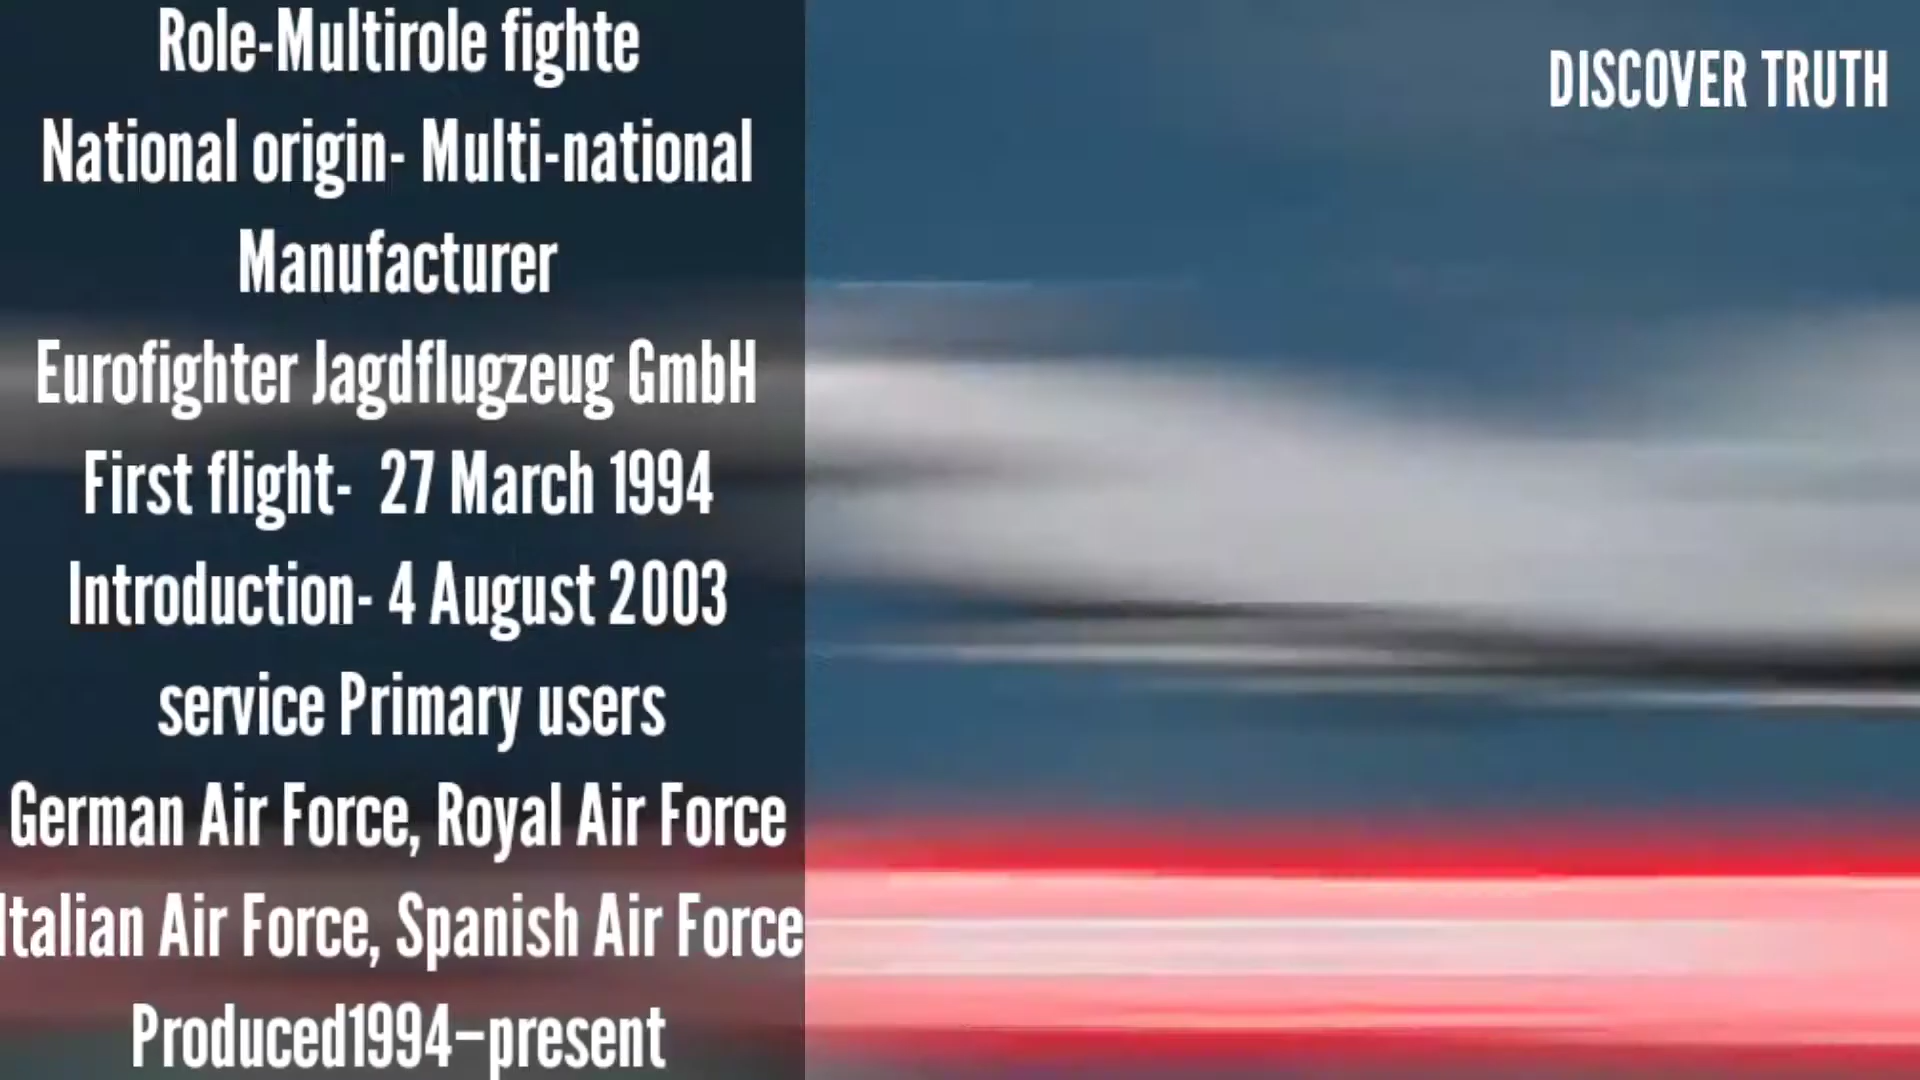 Role-Multirole fighte
National origin- Multi-national
Manufacturer
Eurofighter Jagdflugzeug GmbH
First flight- 27 March 1994
Introduction- 4 August 2003
service Primary users
German Air Force, Royal Air Force
Italian Air Force, Spanish Air Force
Produced1994–present
DISCOVER TRUTH